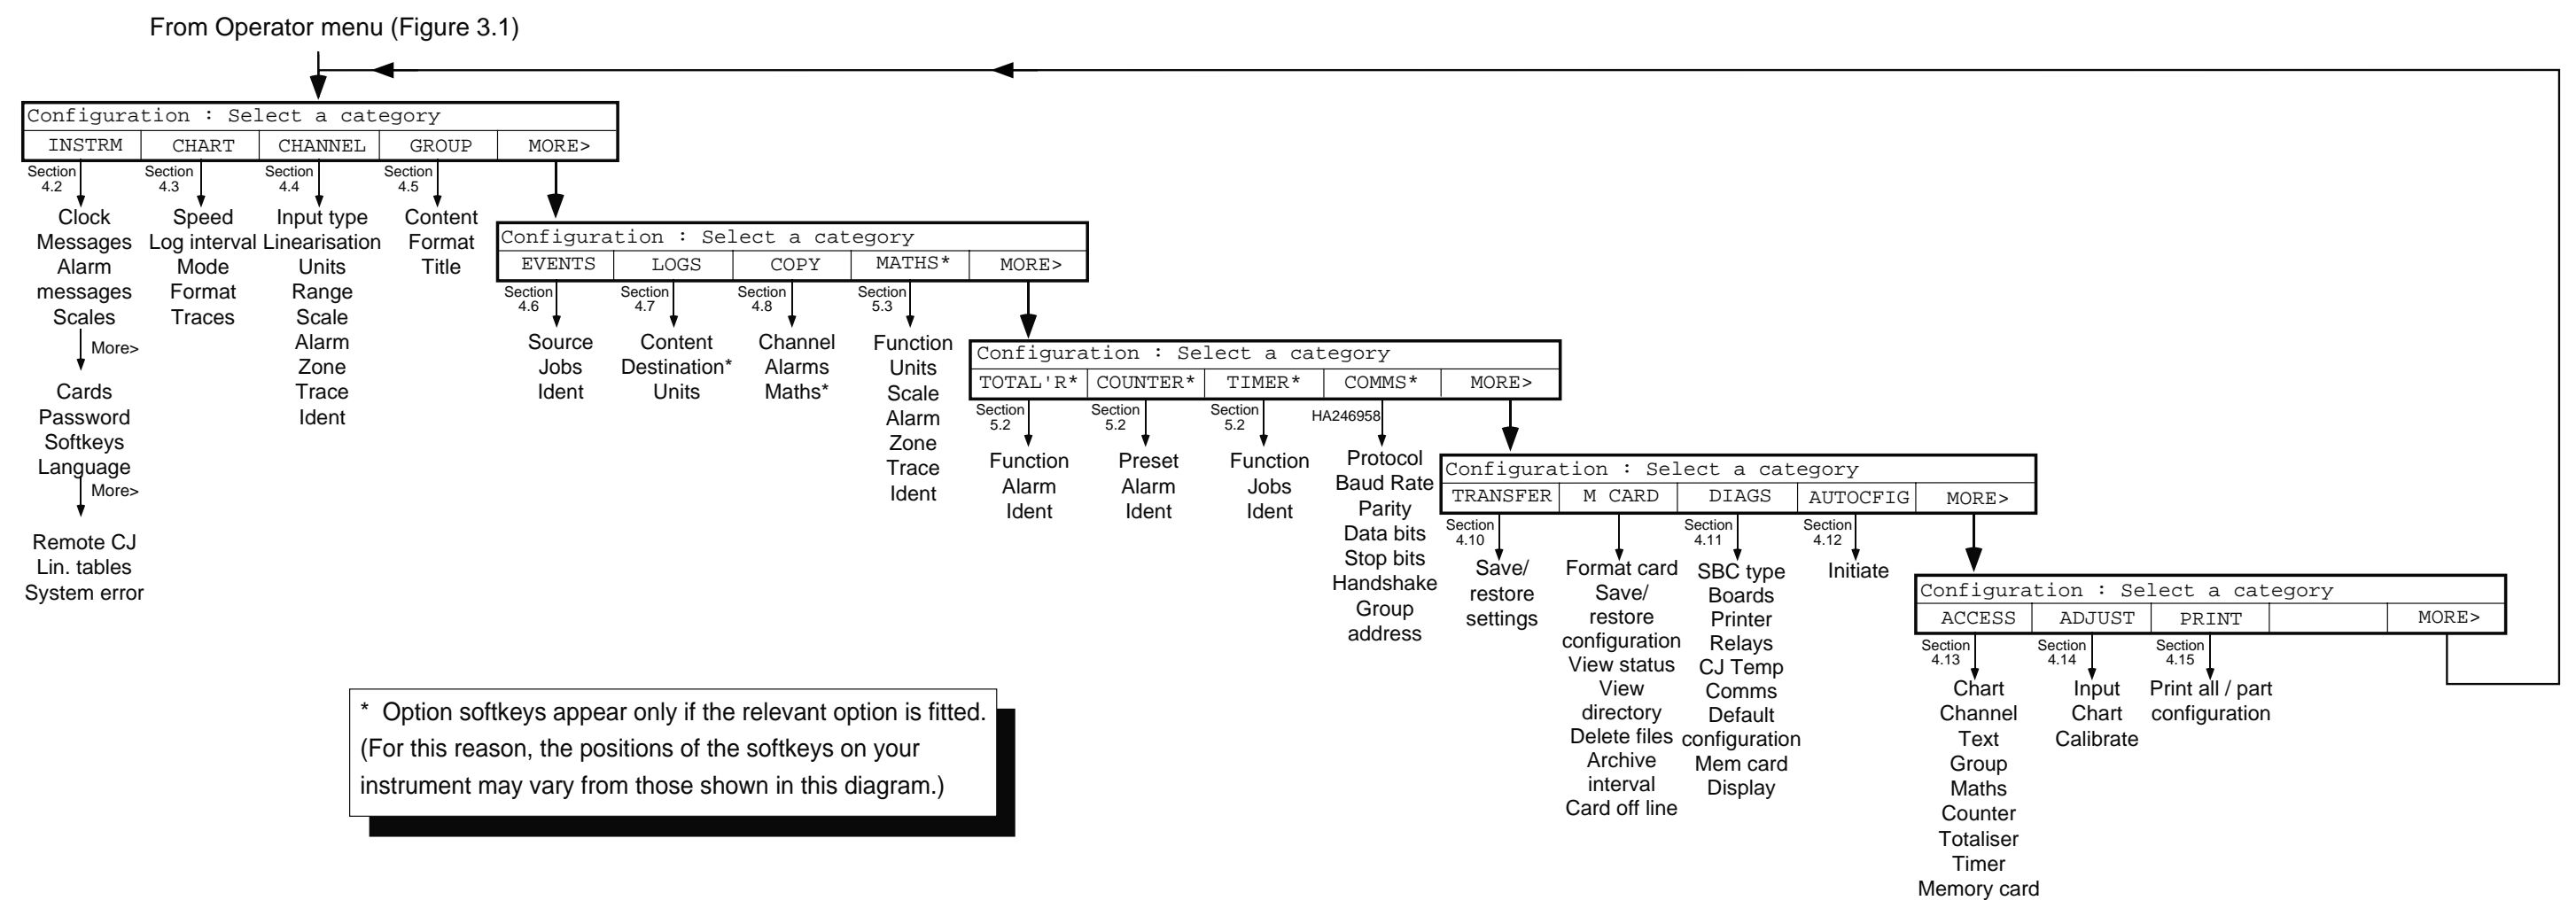 From Operator menu (Figure 3.1)
Configuration : Select a category
INSTRM CHART CHANNEL GROUP MORE>
Section
4.2
Clock
Messages
Alarm
messages
Scales
More>
Cards
Password
Softkeys
Language
More>
Remote CJ
Lin. tables
System error
Section
4.3
Speed
Log interval
Mode
Format
Traces
Section
4.4
Input type
Linearisation
Units
Range
Scale
Alarm
Zone
Trace
Ident
Section
4.5
Content
Format
Title
Configuration : Select a category
EVENTS LOGS COPY MATHS* MORE>
Section
4.6
Source
Jobs
Ident
Section
4.7
Content
Destination*
Units
Section
4.8
Channel
Alarms
Maths*
Section
5.3
Function
Units
Scale
Alarm
Zone
Trace
Ident
Configuration : Select a category
TOTAL'R* COUNTER* TIMER* COMMS* MORE>
Section
5.2
Function
Alarm
Ident
Section
5.2
Preset
Alarm
Ident
Section
5.2
Function
Jobs
Ident
HA246958
Protocol
Baud Rate
Parity
Data bits
Stop bits
Handshake
Group
address
Configuration : Select a category
TRANSFER M CARD DIAGS AUTOCFIG MORE>
Section
4.10
Save/
restore
settings
Format card
Save/
restore
configuration
View status
View
directory
Delete files
Archive
interval
Card off line
Section
4.11
SBC type
Boards
Printer
Relays
CJ Temp
Comms
Default
configuration
Mem card
Display
Section
4.12
Initiate
Configuration : Select a category
ACCESS ADJUST PRINT MORE>
Section
4.13
Chart
Channel
Text
Group
Maths
Counter
Totaliser
Timer
Memory card
Section
4.14
Input
Chart
Calibrate
Section
4.15
Print all / part
configuration
* Option softkeys appear only if the relevant option is fitted.
(For this reason, the positions of the softkeys on your
instrument may vary from those shown in this diagram.)